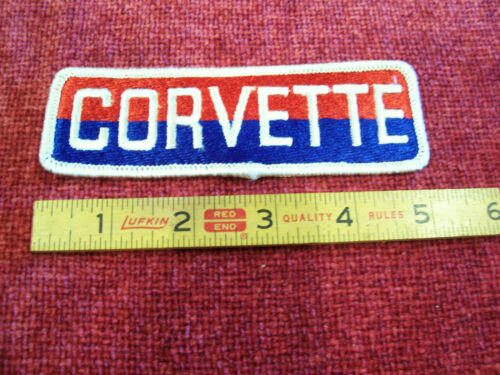 CORVETTE
1 LUFKIN 2 RED END ® 3 QUALITY 4 RULES 5 6